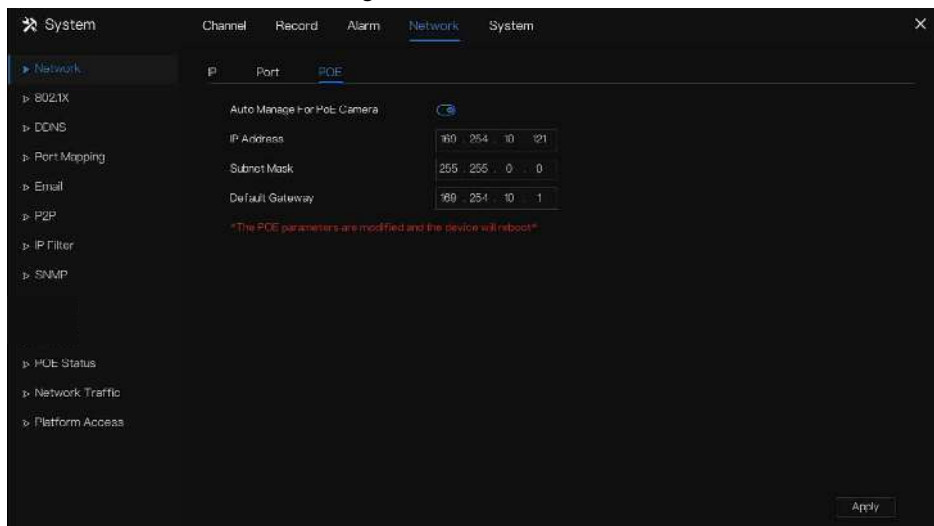 System
Channel Record Alarm Network System
Network
IP Port POE
802.1X
Auto Manage For PoE Camera
DDNS
IP Address 169 . 254 . 10 . 121
Port Mapping
Subnet Mask 255 . 255 . 0 . 0
Email
Default Gateway 169 . 254 . 10 . 1
P2P
*The POE parameters are modified and the device will reboot*
IP Filter
SNMP
POE Status
Network Traffic
Platform Access
Apply